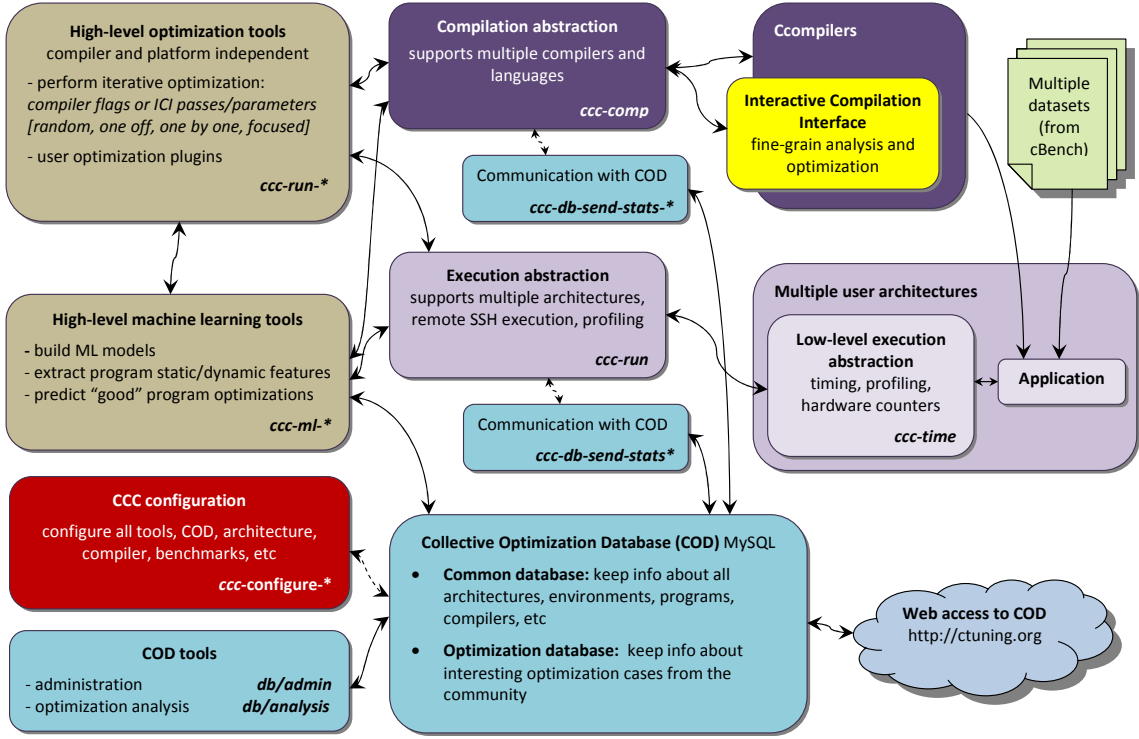 High-level optimization tools
compiler and platform independent
- perform iterative optimization:
compiler flags or ICI passes/parameters
[random, one off, one by one, focused]
- user optimization plugins
ccc-run-*
Compilation abstraction
supports multiple compilers and
languages
ccc-comp
Ccompilers
Interactive Compilation
Interface
fine-grain analysis and
optimization
Multiple
datasets
(from
cBench)
Communication with COD
ccc-db-send-stats-*
Execution abstraction
supports multiple architectures,
remote SSH execution, profiling
ccc-run
Multiple user architectures
Low-level execution
abstraction
timing, profiling,
hardware counters
ccc-time
Application
High-level machine learning tools
- build ML models
- extract program static/dynamic features
- predict “good” program optimizations
ccc-ml-*
Communication with COD
ccc-db-send-stats*
CCC configuration
configure all tools, COD, architecture,
compiler, benchmarks, etc
ccc-configure-*
Collective Optimization Database (COD) MySQL
• Common database: keep info about all
architectures, environments, programs,
compilers, etc
• Optimization database: keep info about
interesting optimization cases from the
community
Web access to COD
http://ctuning.org
COD tools
- administration db/admin
- optimization analysis db/analysis